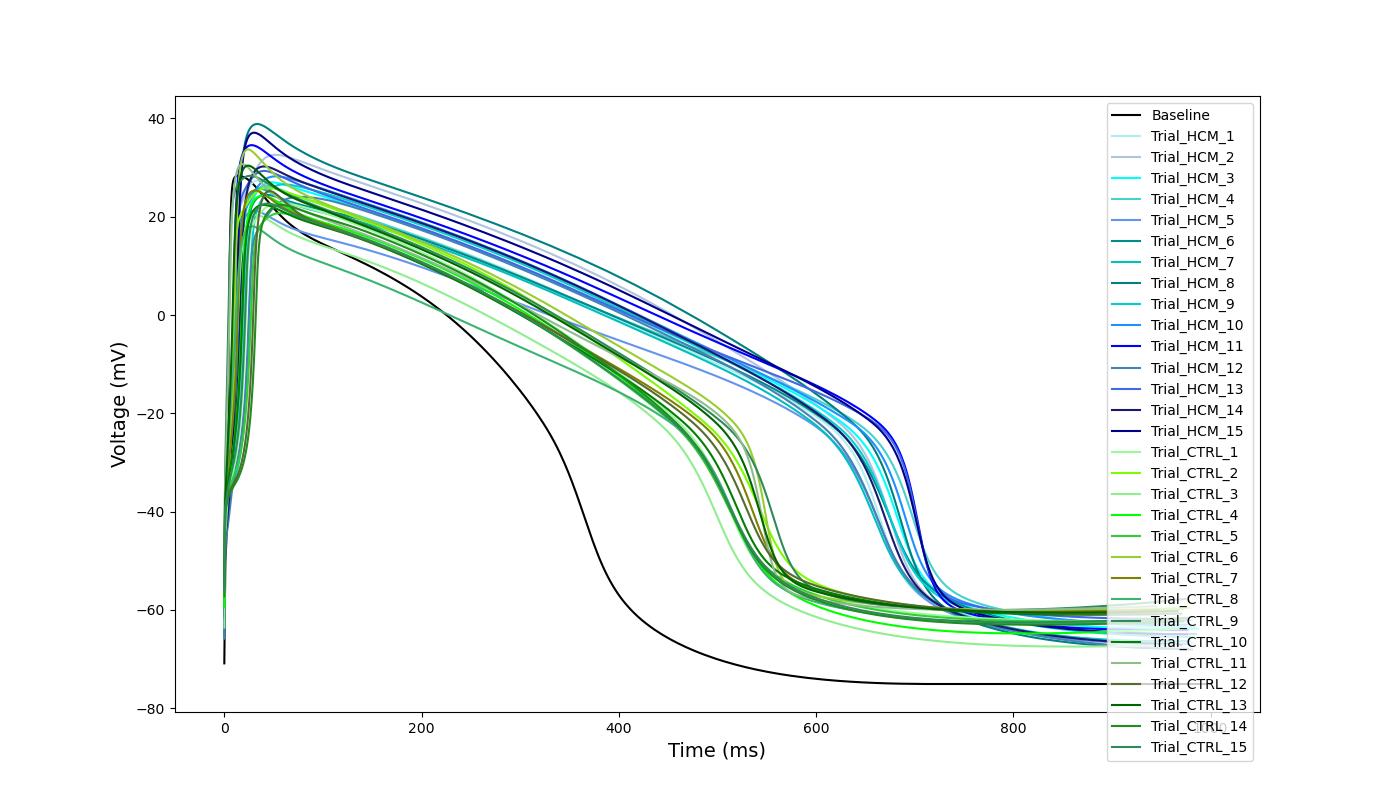 40
20
0
−20
−40
−60
−80
Voltage (mV)
0
200
400
600
800
1000
Time (ms)
Baseline
Trial_HCM_1
Trial_HCM_2
Trial_HCM_3
Trial_HCM_4
Trial_HCM_5
Trial_HCM_6
Trial_HCM_7
Trial_HCM_8
Trial_HCM_9
Trial_HCM_10
Trial_HCM_11
Trial_HCM_12
Trial_HCM_13
Trial_HCM_14
Trial_HCM_15
Trial_CTRL_1
Trial_CTRL_2
Trial_CTRL_3
Trial_CTRL_4
Trial_CTRL_5
Trial_CTRL_6
Trial_CTRL_7
Trial_CTRL_8
Trial_CTRL_9
Trial_CTRL_10
Trial_CTRL_11
Trial_CTRL_12
Trial_CTRL_13
Trial_CTRL_14
Trial_CTRL_15